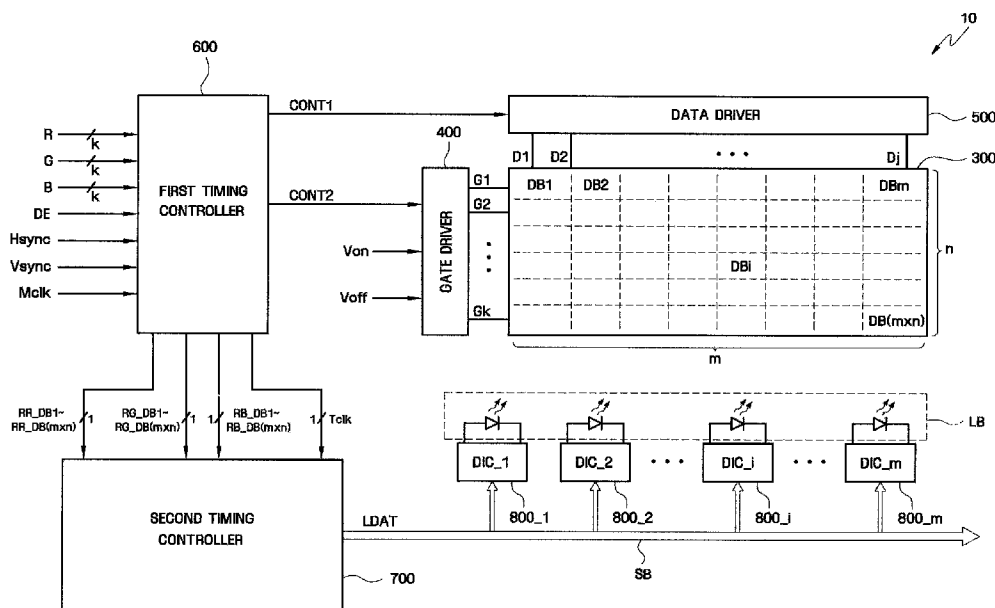 10
600
CONT1
DATA DRIVER
500
R
k
G
k
B
k
DE
Hsync
Vsync
Mclk
FIRST TIMING
CONTROLLER
CONT2
400
GATE DRIVER
Von
Voff
D1
D2
• • •
Dj
300
G1
G2
Gk
DB1
DB2
DBm
DBi
DB(mxn)
n
m
RR_DB1~
RR_DB(mxn)
1
RG_DB1~
RG_DB(mxn)
1
1
RB_DB1~
RB_DB(mxn)
1
Tclk
LB
DIC_1
DIC_2
• • •
DIC_i
• • •
DIC_m
800_1
800_2
800_i
800_m
SECOND TIMING
CONTROLLER
LDAT
SB
700